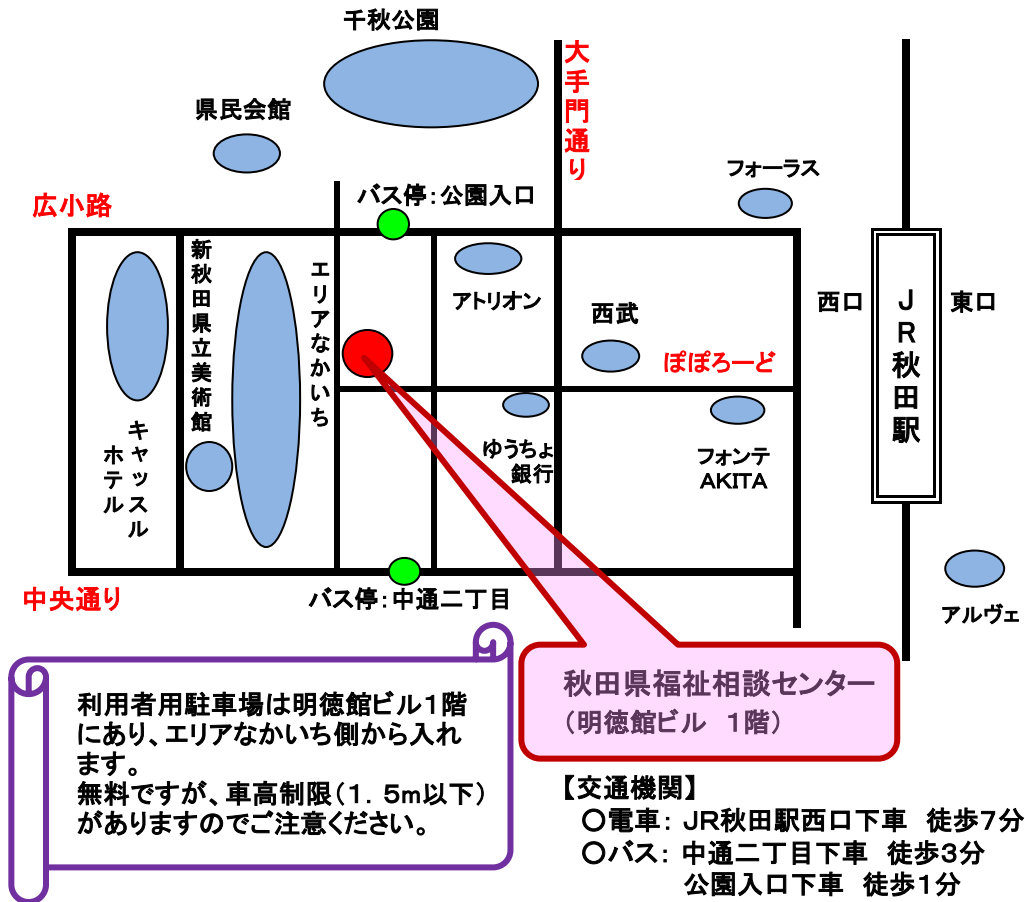 千秋公園
大手門通り
県民会館
フォーラス
広小路
バス停：公園入口
新秋田県立美術館
エリアなかいち
アトリオン
西武
西口
JR秋田駅
東口
ぽぽろーど
キャッスル
ホテル
ゆうちょ
銀行
フォンテ
AKITA
中央通り
バス停：中通二丁目
アルヴェ
秋田県福祉相談センター
（明徳館ビル　1階）
利用者用駐車場は明徳館ビル1階
にあり、エリアなかいち側から入れ
ます。
無料ですが、車高制限（1．5m以下）
がありますのでご注意ください。
【交通機関】
○電車：JR秋田駅西口下車　徒歩7分
○バス：中通二丁目下車　徒歩3分
公園入口下車　徒歩1分